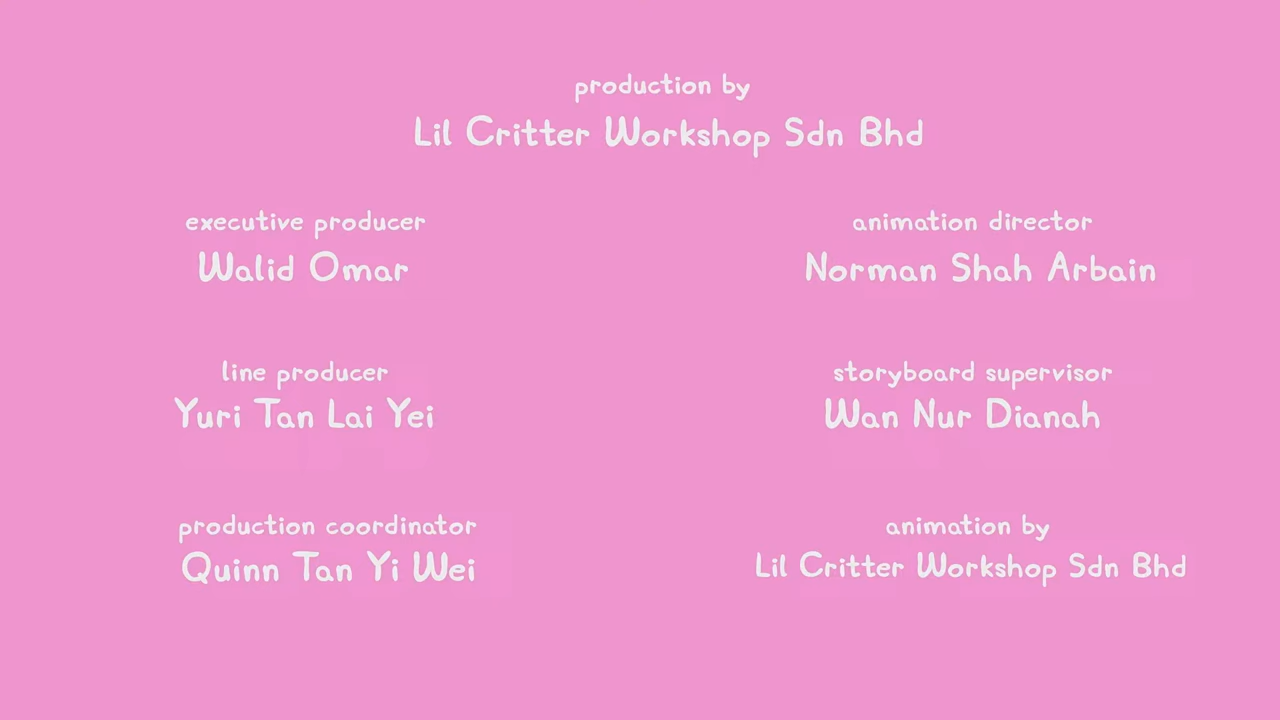 production by
Lil Critter Workshop Sdn Bhd
executive producer
Walid Omar
animation director
Norman Shah Arbain
line producer
Yuri Tan Lai Yei
storyboard supervisor
Wan Nur Dianah
production coordinator
Quinn Tan Yi Wei
animation by
Lil Critter Workshop Sdn Bhd